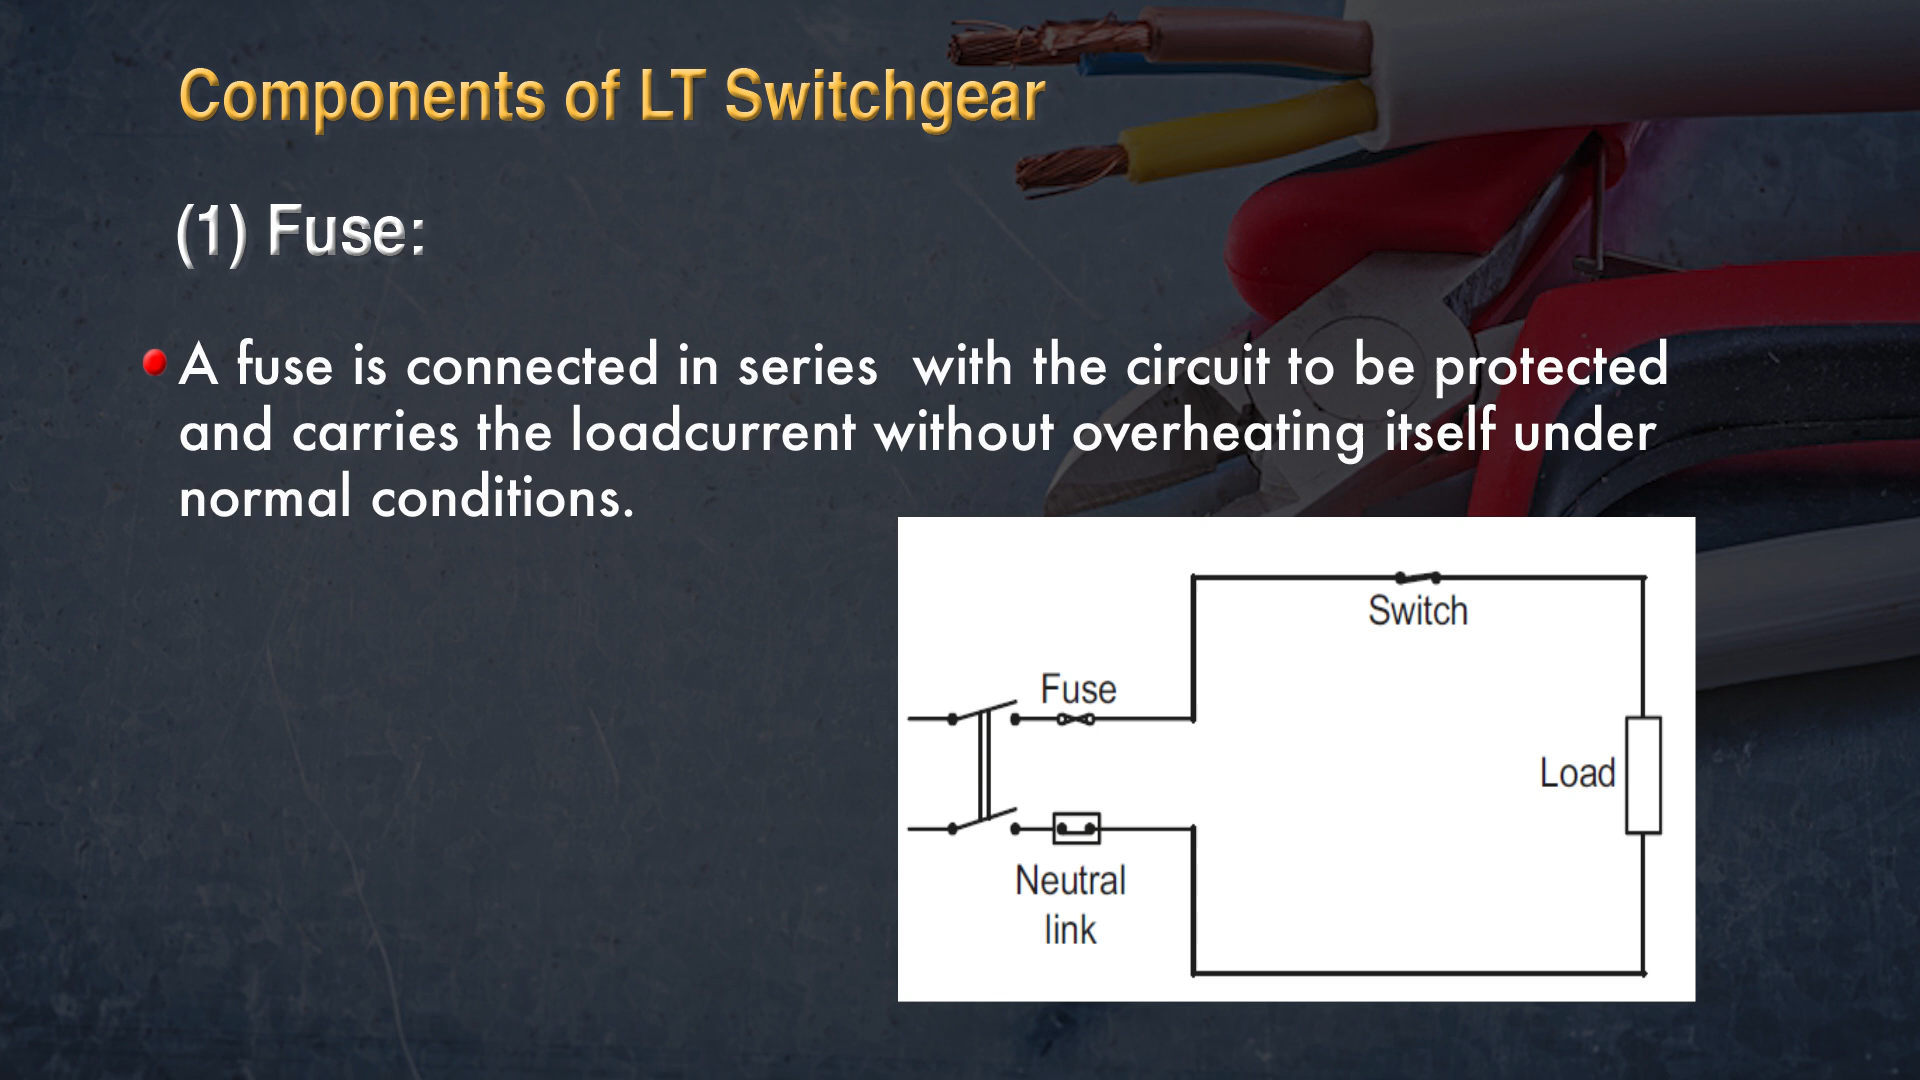 Components of LT Switchgear
(1) Fuse:
A fuse is connected in series  with the circuit to be protected
and carries the loadcurrent without overheating itself under
normal conditions.
Switch
Fuse
Load
Neutral
link